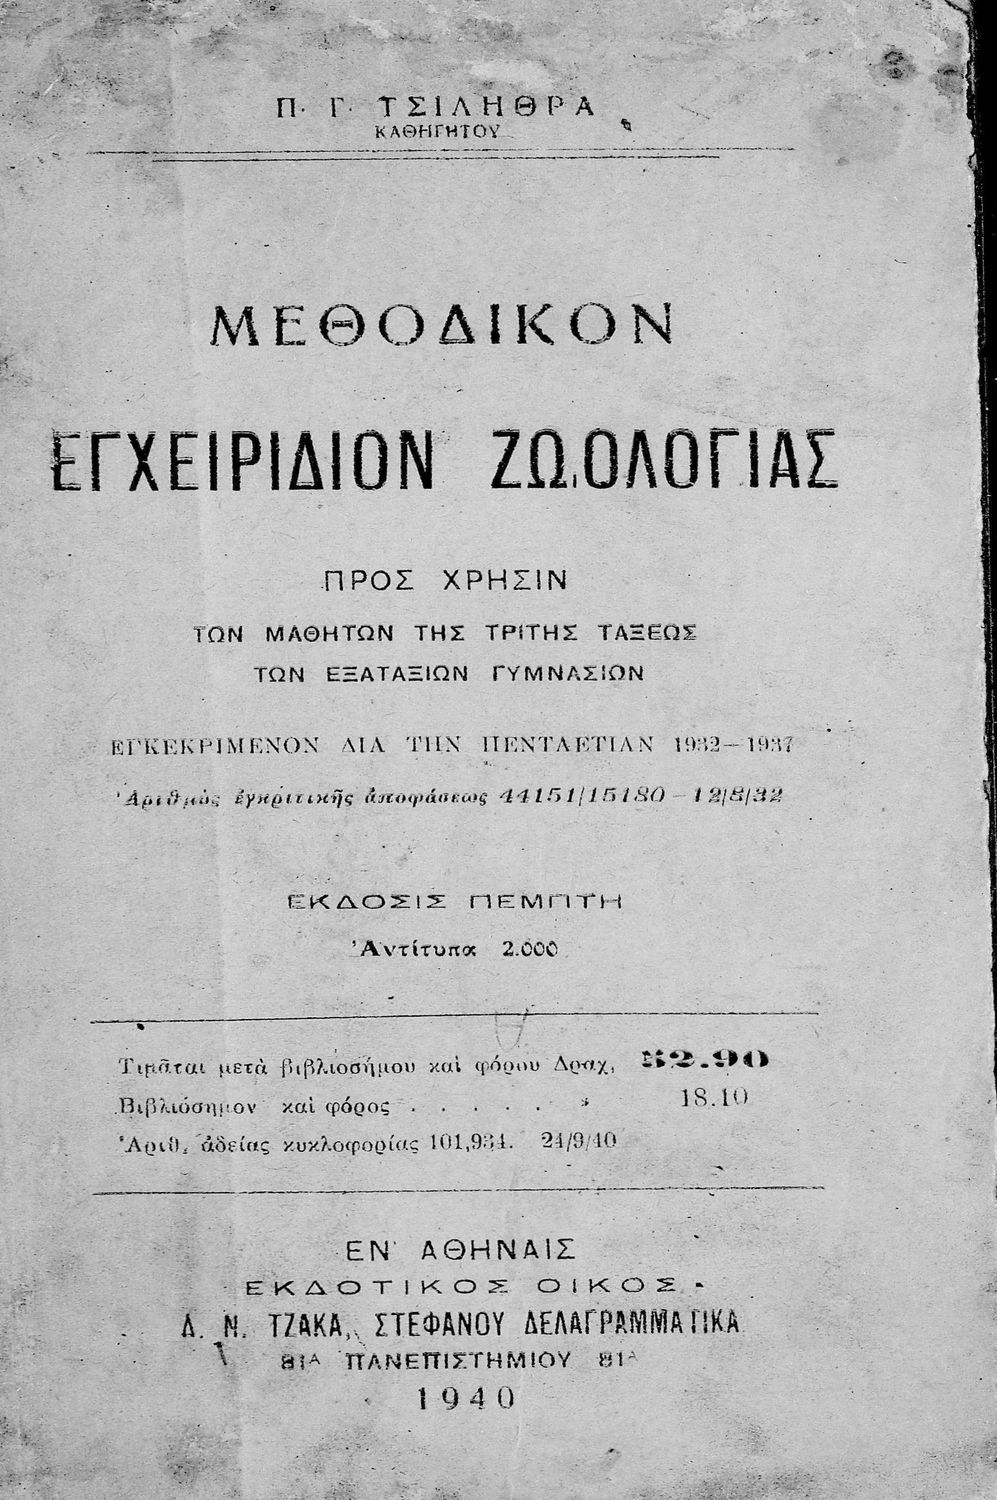 Π. Γ. ΤΣΙΛΗΘΡΑ
ΚΑΘΗΓΗΤΟΥ
ΜΕΘΟΔΙΚΟΝ
ΕΓΧΕΙΡΙΔΙΟΝ ΖΩ,ΟΛΟΓΙΑΣ
ΠΡΟΣ ΧΡΗΣΙΝ
ΤΩΝ ΜΑΘΗΤΩΝ ΤΗΣ ΤΡΙΤΗΣ ΤΑΞΕΩΣ
ΤΩΝ ΕΞΑΤΑΞΙΩΝ ΓΥΜΝΑΣΙΩΝ
ΕΓΚΕΚΡΙΜΕΝΟΝ ΔΙΑ ΤΗΝ ΠΕΝΤΑΕΤΙΑΝ 1932—1937
Ἀριθμὸς ἐγκριτικῆς ἀποφάσεως 44151/15180 — 12/8/32
ΕΚΔΟΣΙΣ ΠΕΜΠΤΗ
Ἀντίτυπα 2.000
Τιμᾶται μετὰ βιβλιοσήμου καὶ φόρου Δραχ. 52.90
Βιβλιόσημον καὶ φόρος . . . . . » 18.10
Ἀριθ. ἀδείας κυκλοφορίας 101,934. 24/9/40
ΕΝ ΑΘΗΝΑΙΣ
ΕΚΔΟΤΙΚΟΣ ΟΙΚΟΣ
Δ. Ν. ΤΖΑΚΑ, ΣΤΕΦΑΝΟΥ ΔΕΛΑΓΡΑΜΜΑΤΙΚΑ
81Α ΠΑΝΕΠΙΣΤΗΜΙΟΥ 81Α
1940